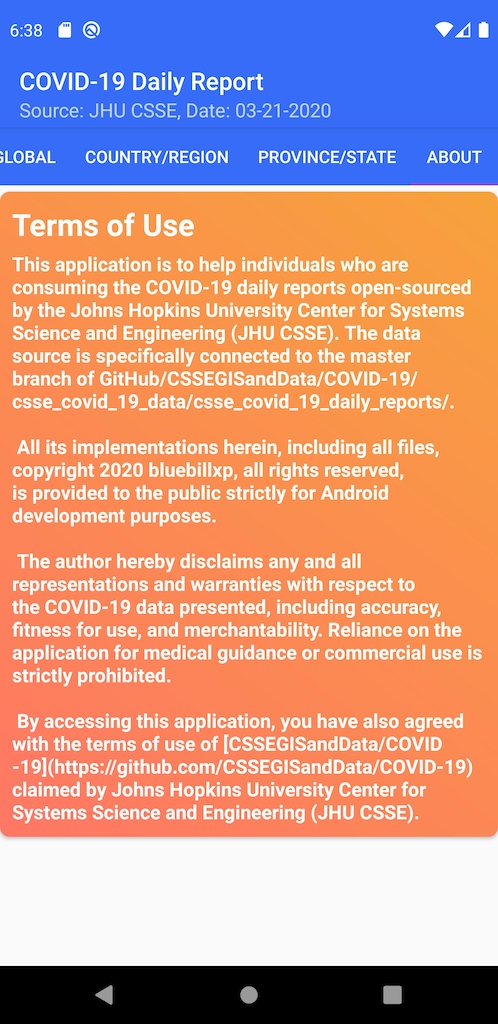 6:38
COVID-19 Daily Report
Source: JHU CSSE, Date: 03-21-2020
GLOBAL COUNTRY/REGION PROVINCE/STATE ABOUT
Terms of Use
This application is to help individuals who are
consuming the COVID-19 daily reports open-sourced
by the Johns Hopkins University Center for Systems
Science and Engineering (JHU CSSE). The data
source is specifically connected to the master
branch of GitHub/CSSEGISandData/COVID-19/
csse_covid_19_data/csse_covid_19_daily_reports/.
All its implementations herein, including all files,
copyright 2020 bluebillxp, all rights reserved,
is provided to the public strictly for Android
development purposes.
The author hereby disclaims any and all
representations and warranties with respect to
the COVID-19 data presented, including accuracy,
fitness for use, and merchantability. Reliance on the
application for medical guidance or commercial use is
strictly prohibited.
By accessing this application, you have also agreed
with the terms of use of [CSSEGISandData/COVID
-19](https://github.com/CSSEGISandData/COVID-19)
claimed by Johns Hopkins University Center for
Systems Science and Engineering (JHU CSSE).